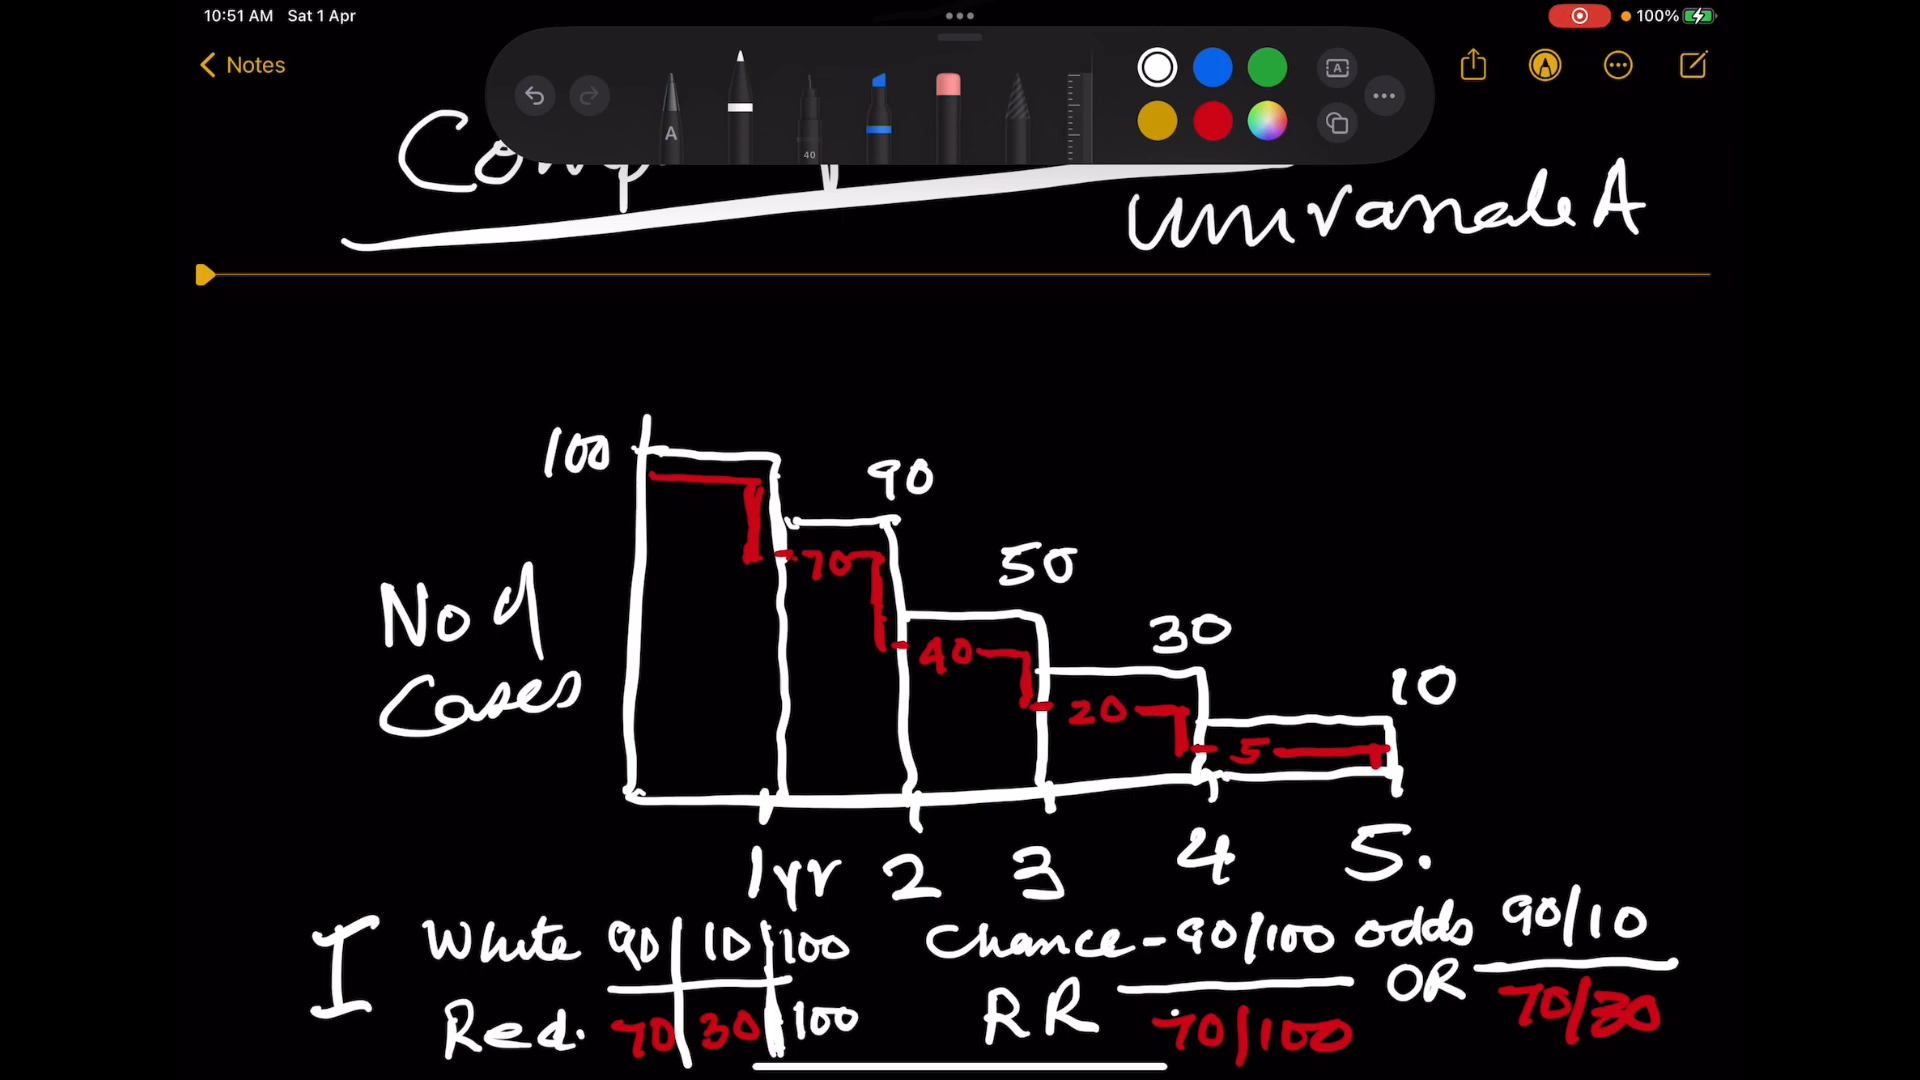 10:51 AM Sat 1 Apr
100%
Notes
A
40
A
univariate A
100
90
70
50
No of
Cases
40
30
20
10
5
1yr 2 3 4 5.
I White 90 10 100 Chance - 90/100 odds 90/10
Red. 70 30 100 RR 70/100 OR 70/30